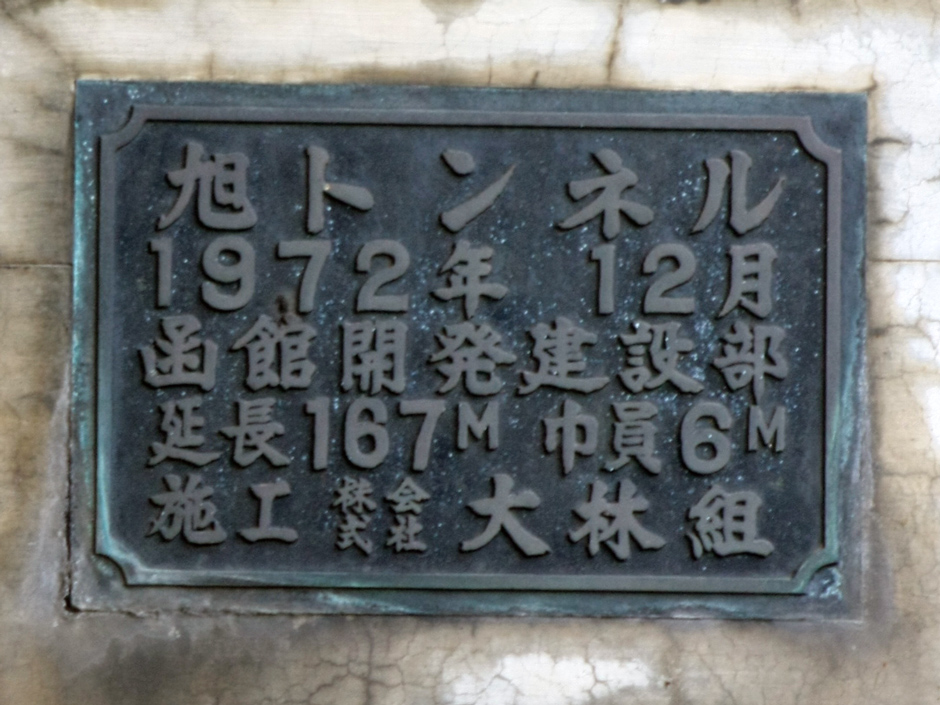 旭トンネル
1972年 12月
函館開発建設部
延長167M 巾員6M
施工 株式会社 大林組